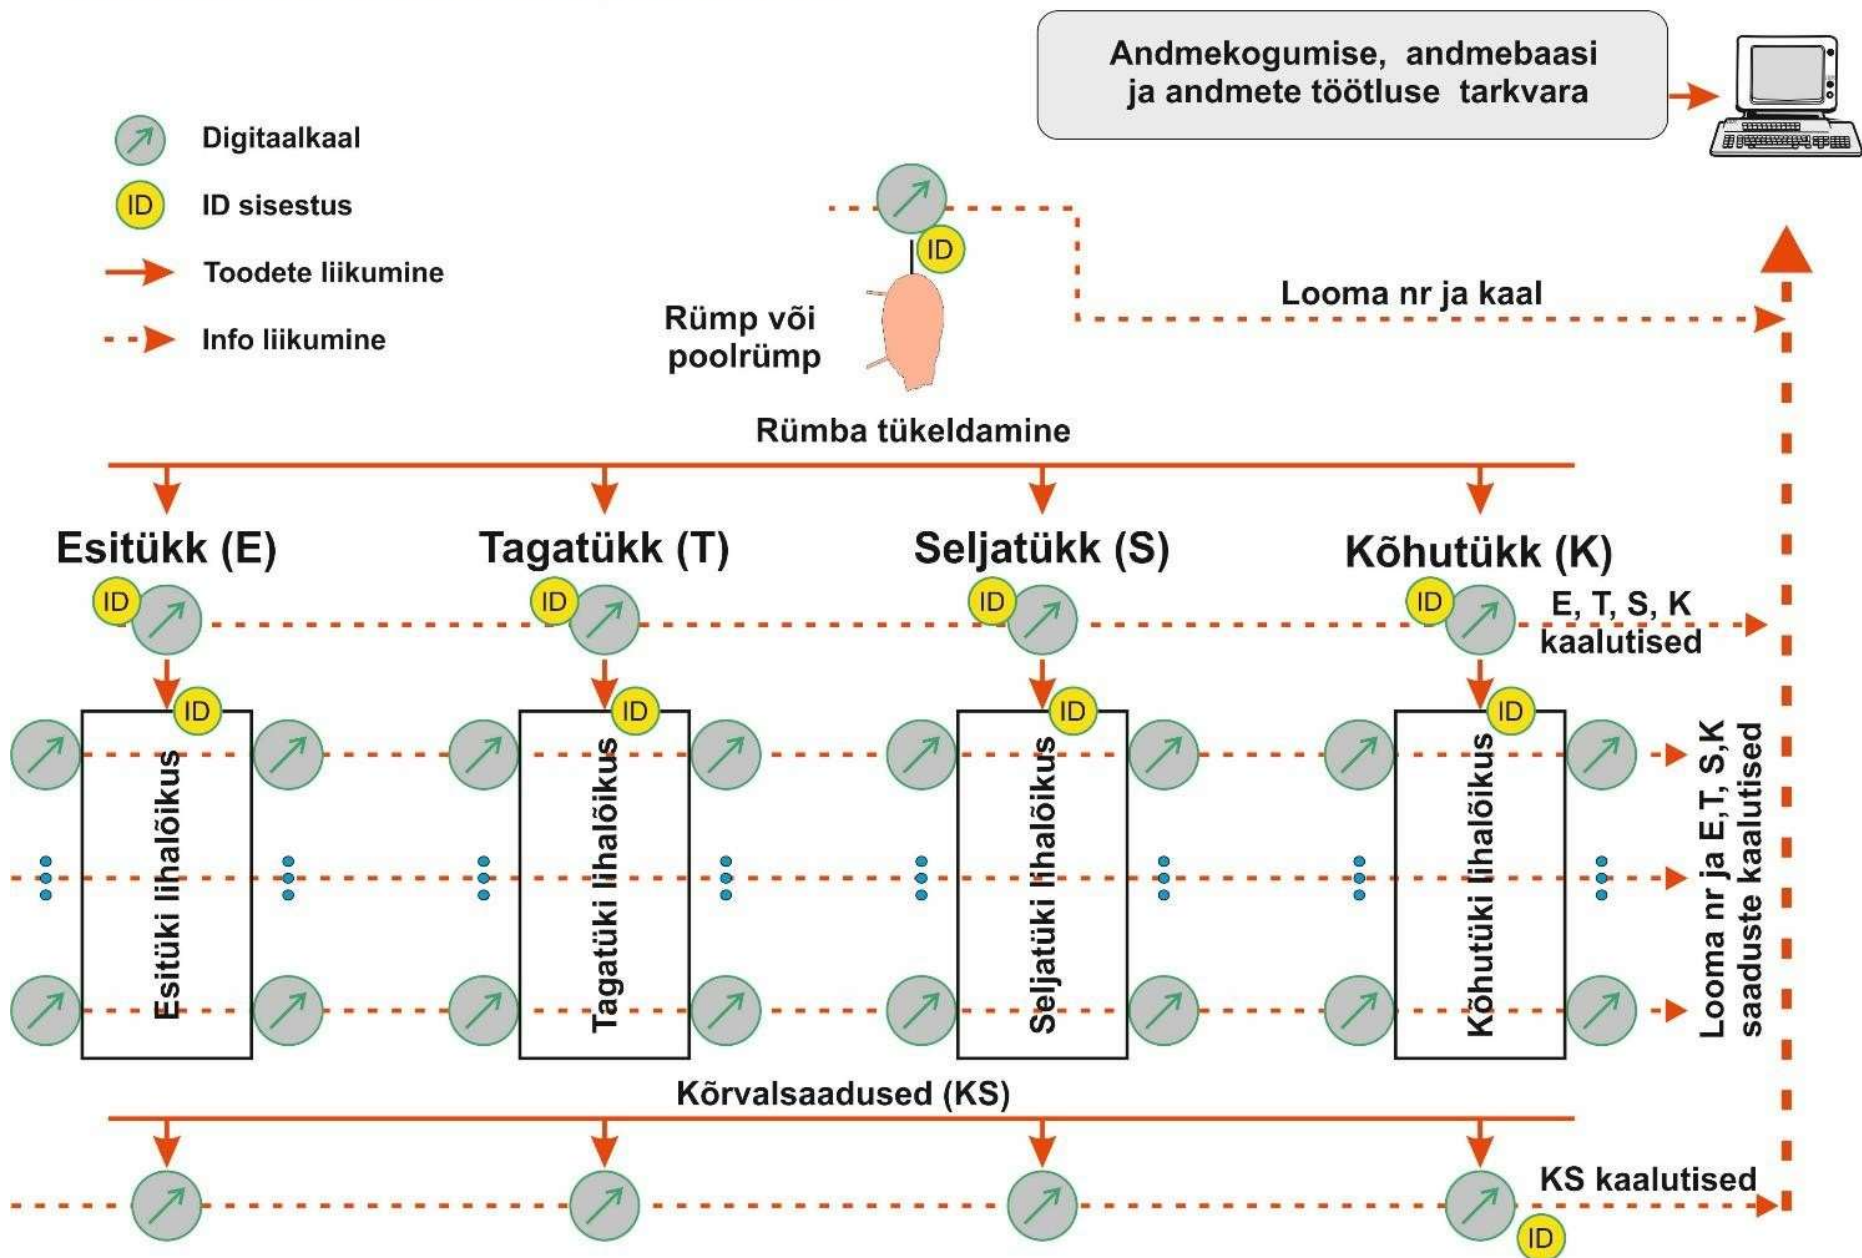 Andmekogumise, andmebaasi
ja andmete töötluse tarkvara
Digitaalkaal
ID
ID sisestus
Toodete liikumine
Info liikumine
ID
Rümp või
poolrümp
Looma nr ja kaal
Rümba tükeldamine
Esitükk (E)
Tagatükk (T)
Seljatükk (S)
Kõhutükk (K)
ID
ID
ID
ID
E, T, S, K
kaalutised
ID
ID
ID
ID
Esitüki lihalõikus
Tagatüki lihalõikus
Seljatüki lihalõikus
Kõhutüki lihalõikus
Looma nr ja E,T, S,K
saaduste kaalutised
Kõrvalsaadused (KS)
KS kaalutised
ID